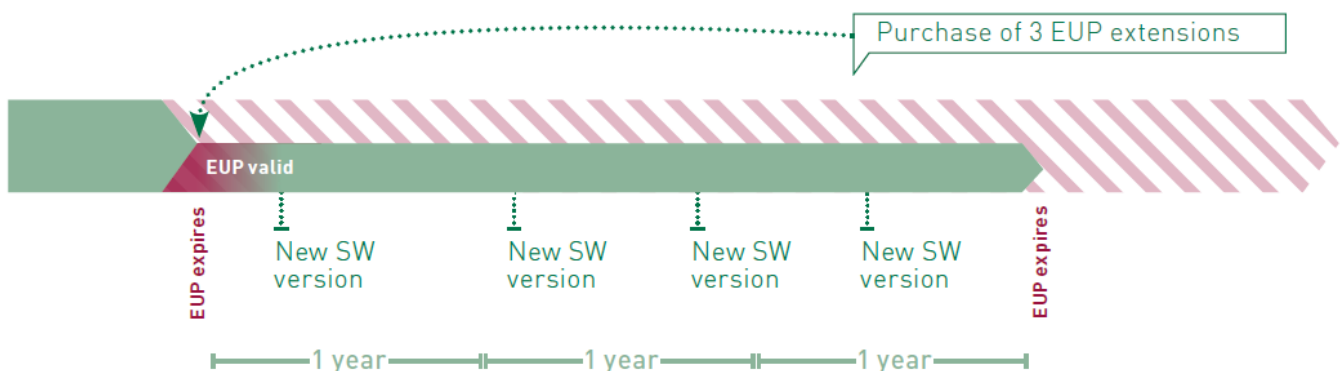 Purchase of 3 EUP extensions
EUP valid
EUP expires
New SW
version
New SW
version
New SW
version
New SW
version
EUP expires
1 year
1 year
1 year